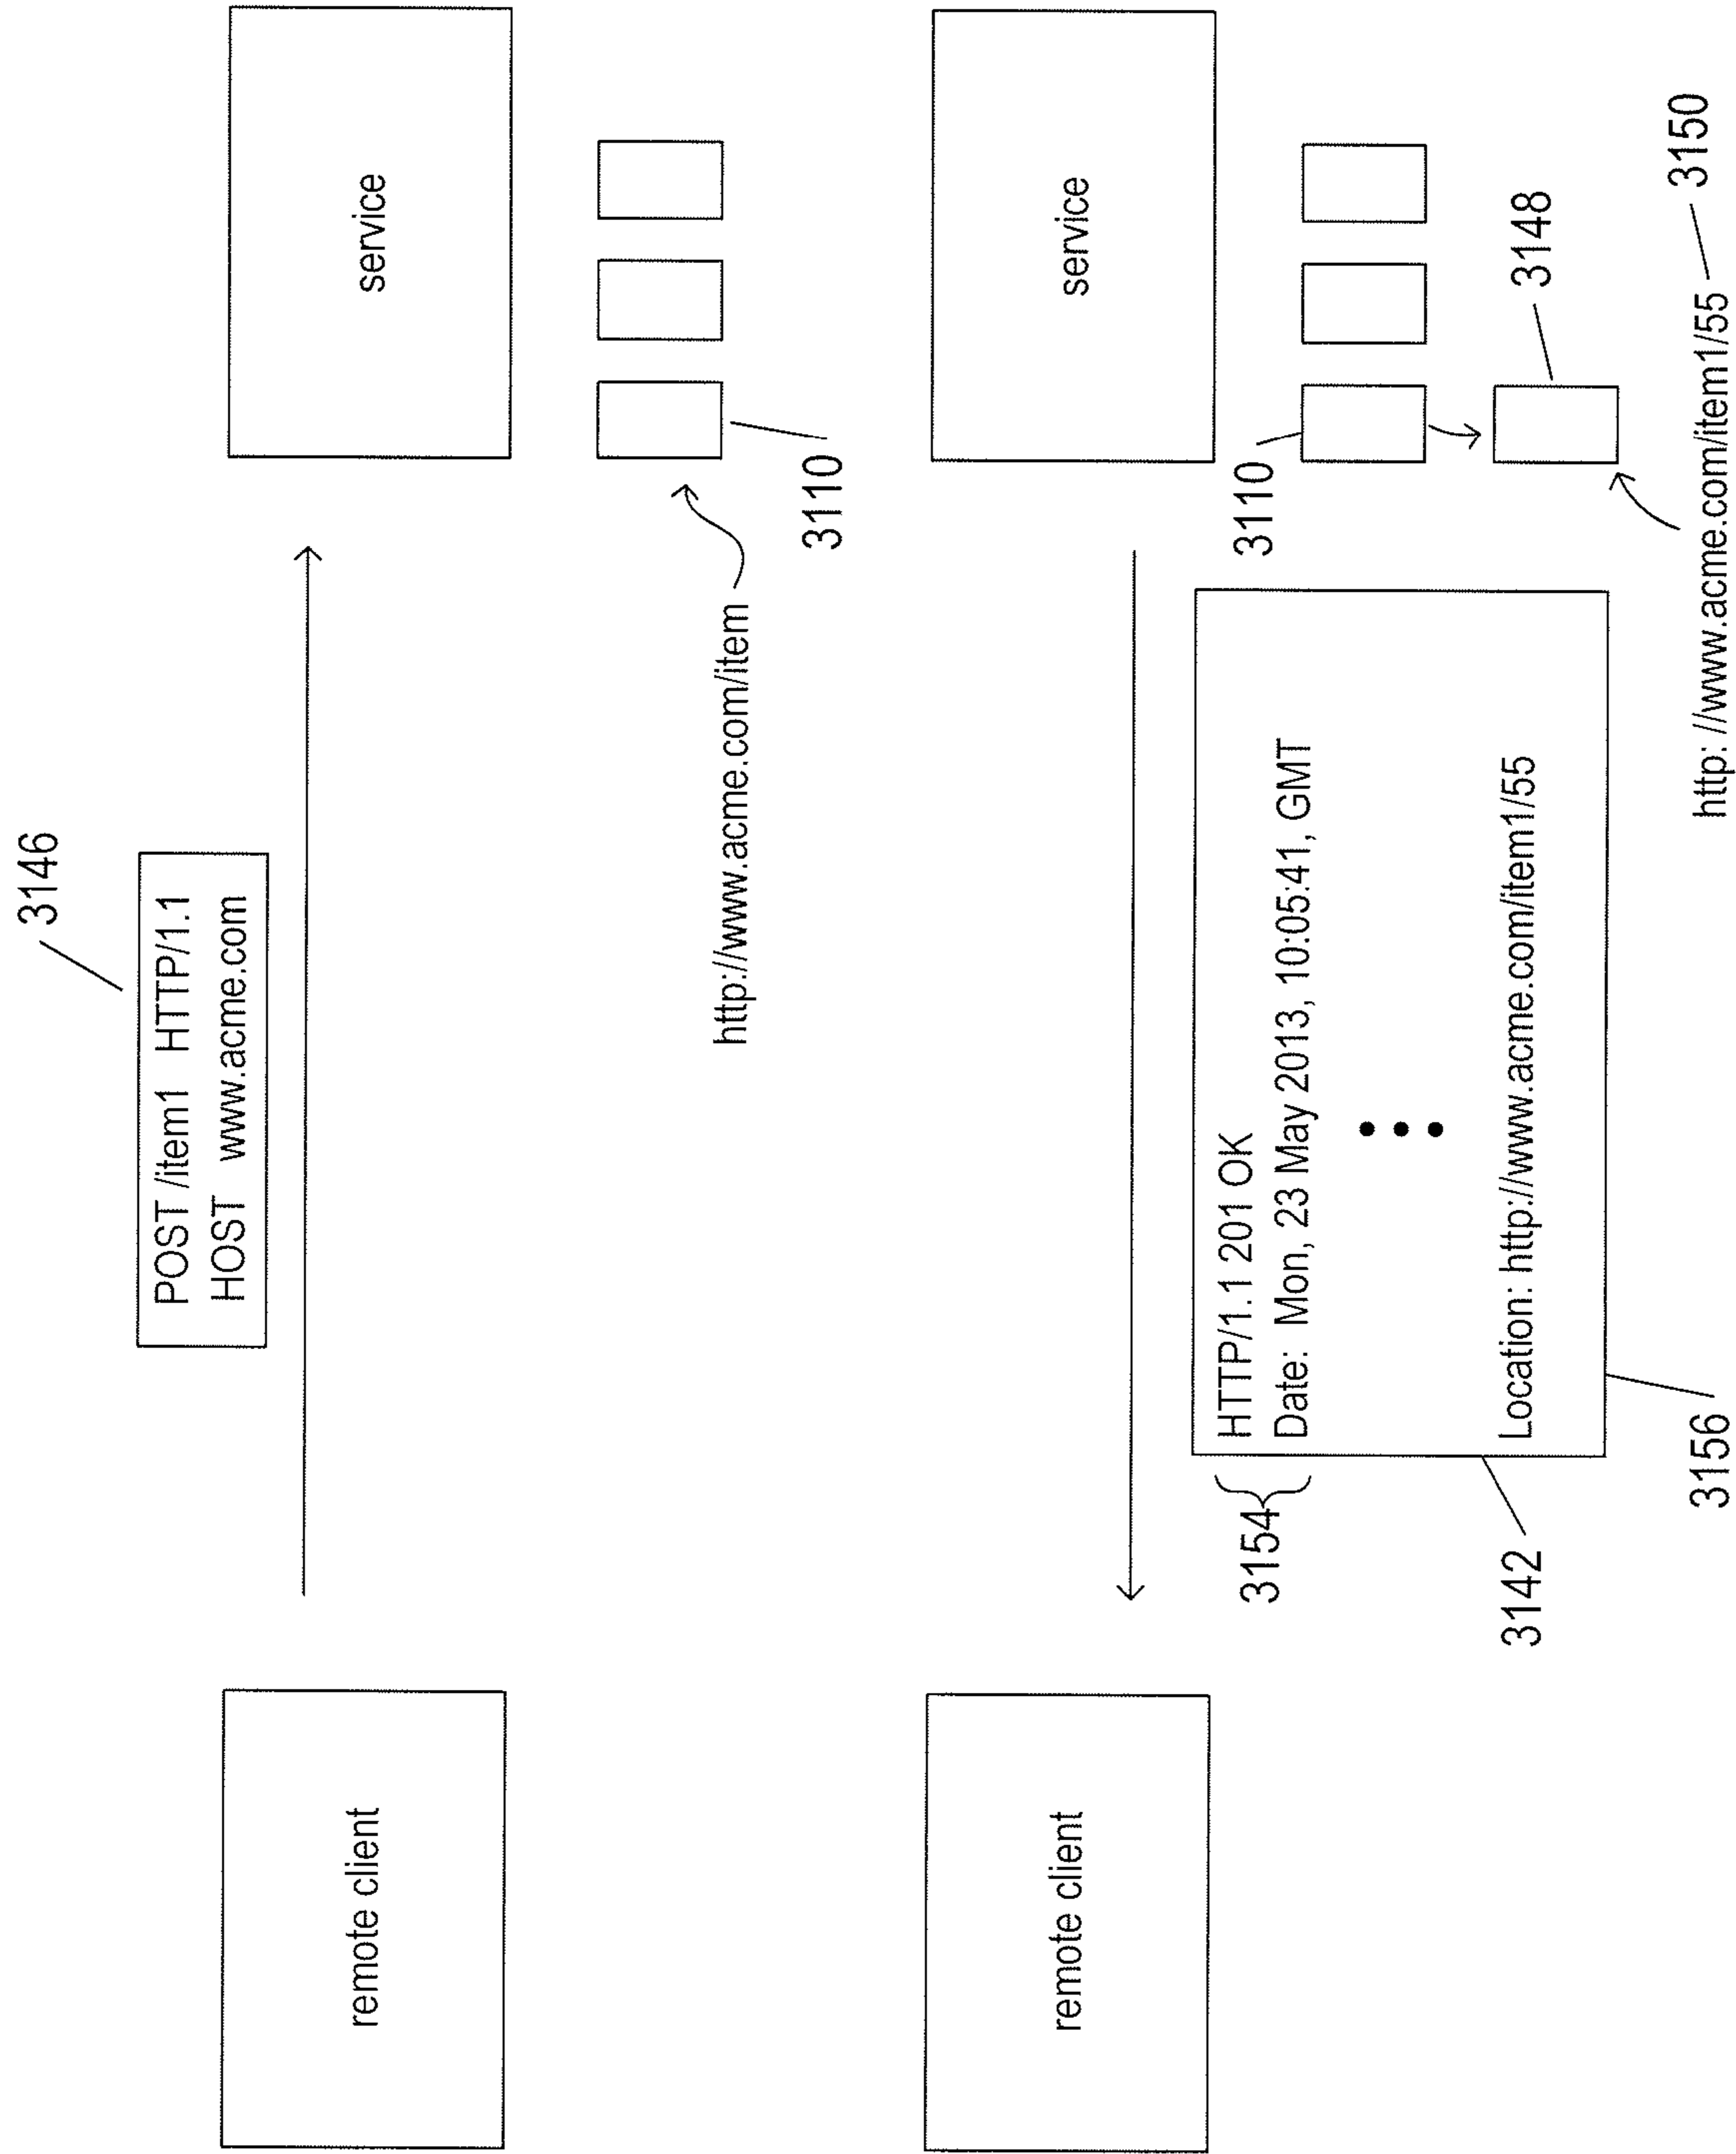 3146
POST /item1 HTTP/1.1
HOST www.acme.com
remote client
service
http://www.acme.com/item
3110
remote client
service
3110
3154
HTTP/1.1 201 OK
Date: Mon, 23 May 2013, 10:05:41, GMT
Location: http://www.acme.com/item1/55
3142
3148
3156
http: //www.acme.com/item1/55
3150